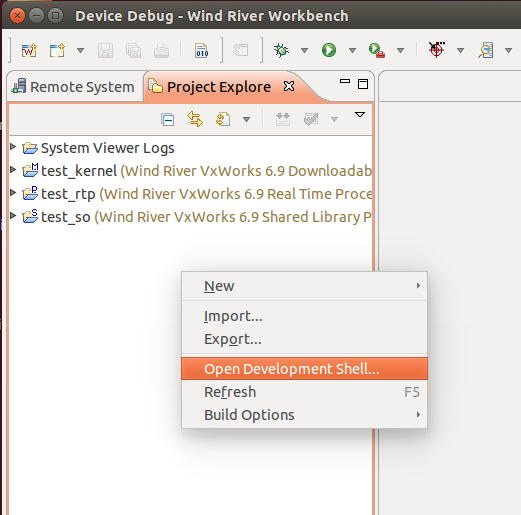 Device Debug - Wind River Workbench
010
Remote System
Project Explore
System Viewer Logs
test_kernel (Wind River VxWorks 6.9 Downloadab
test_rtp (Wind River VxWorks 6.9 Real Time Proce
test_so (Wind River VxWorks 6.9 Shared Library P
New
Import...
Export...
Open Development Shell...
Refresh F5
Build Options